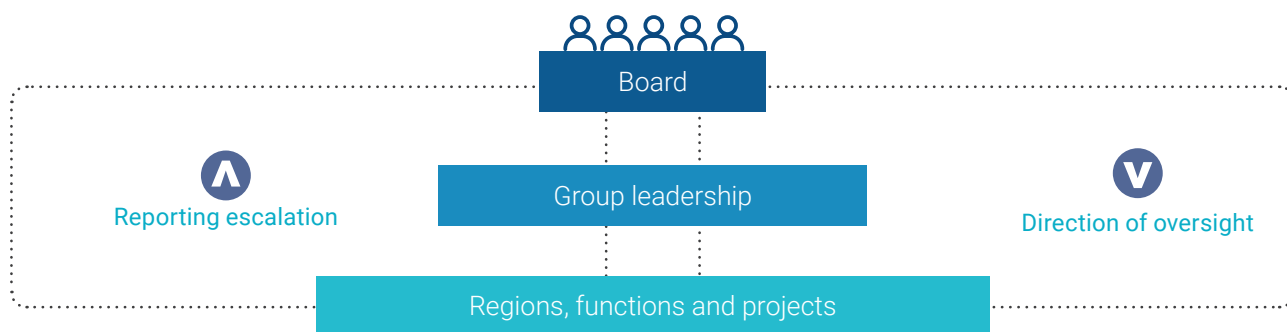 Board
Reporting escalation
Group leadership
Direction of oversight
Regions, functions and projects